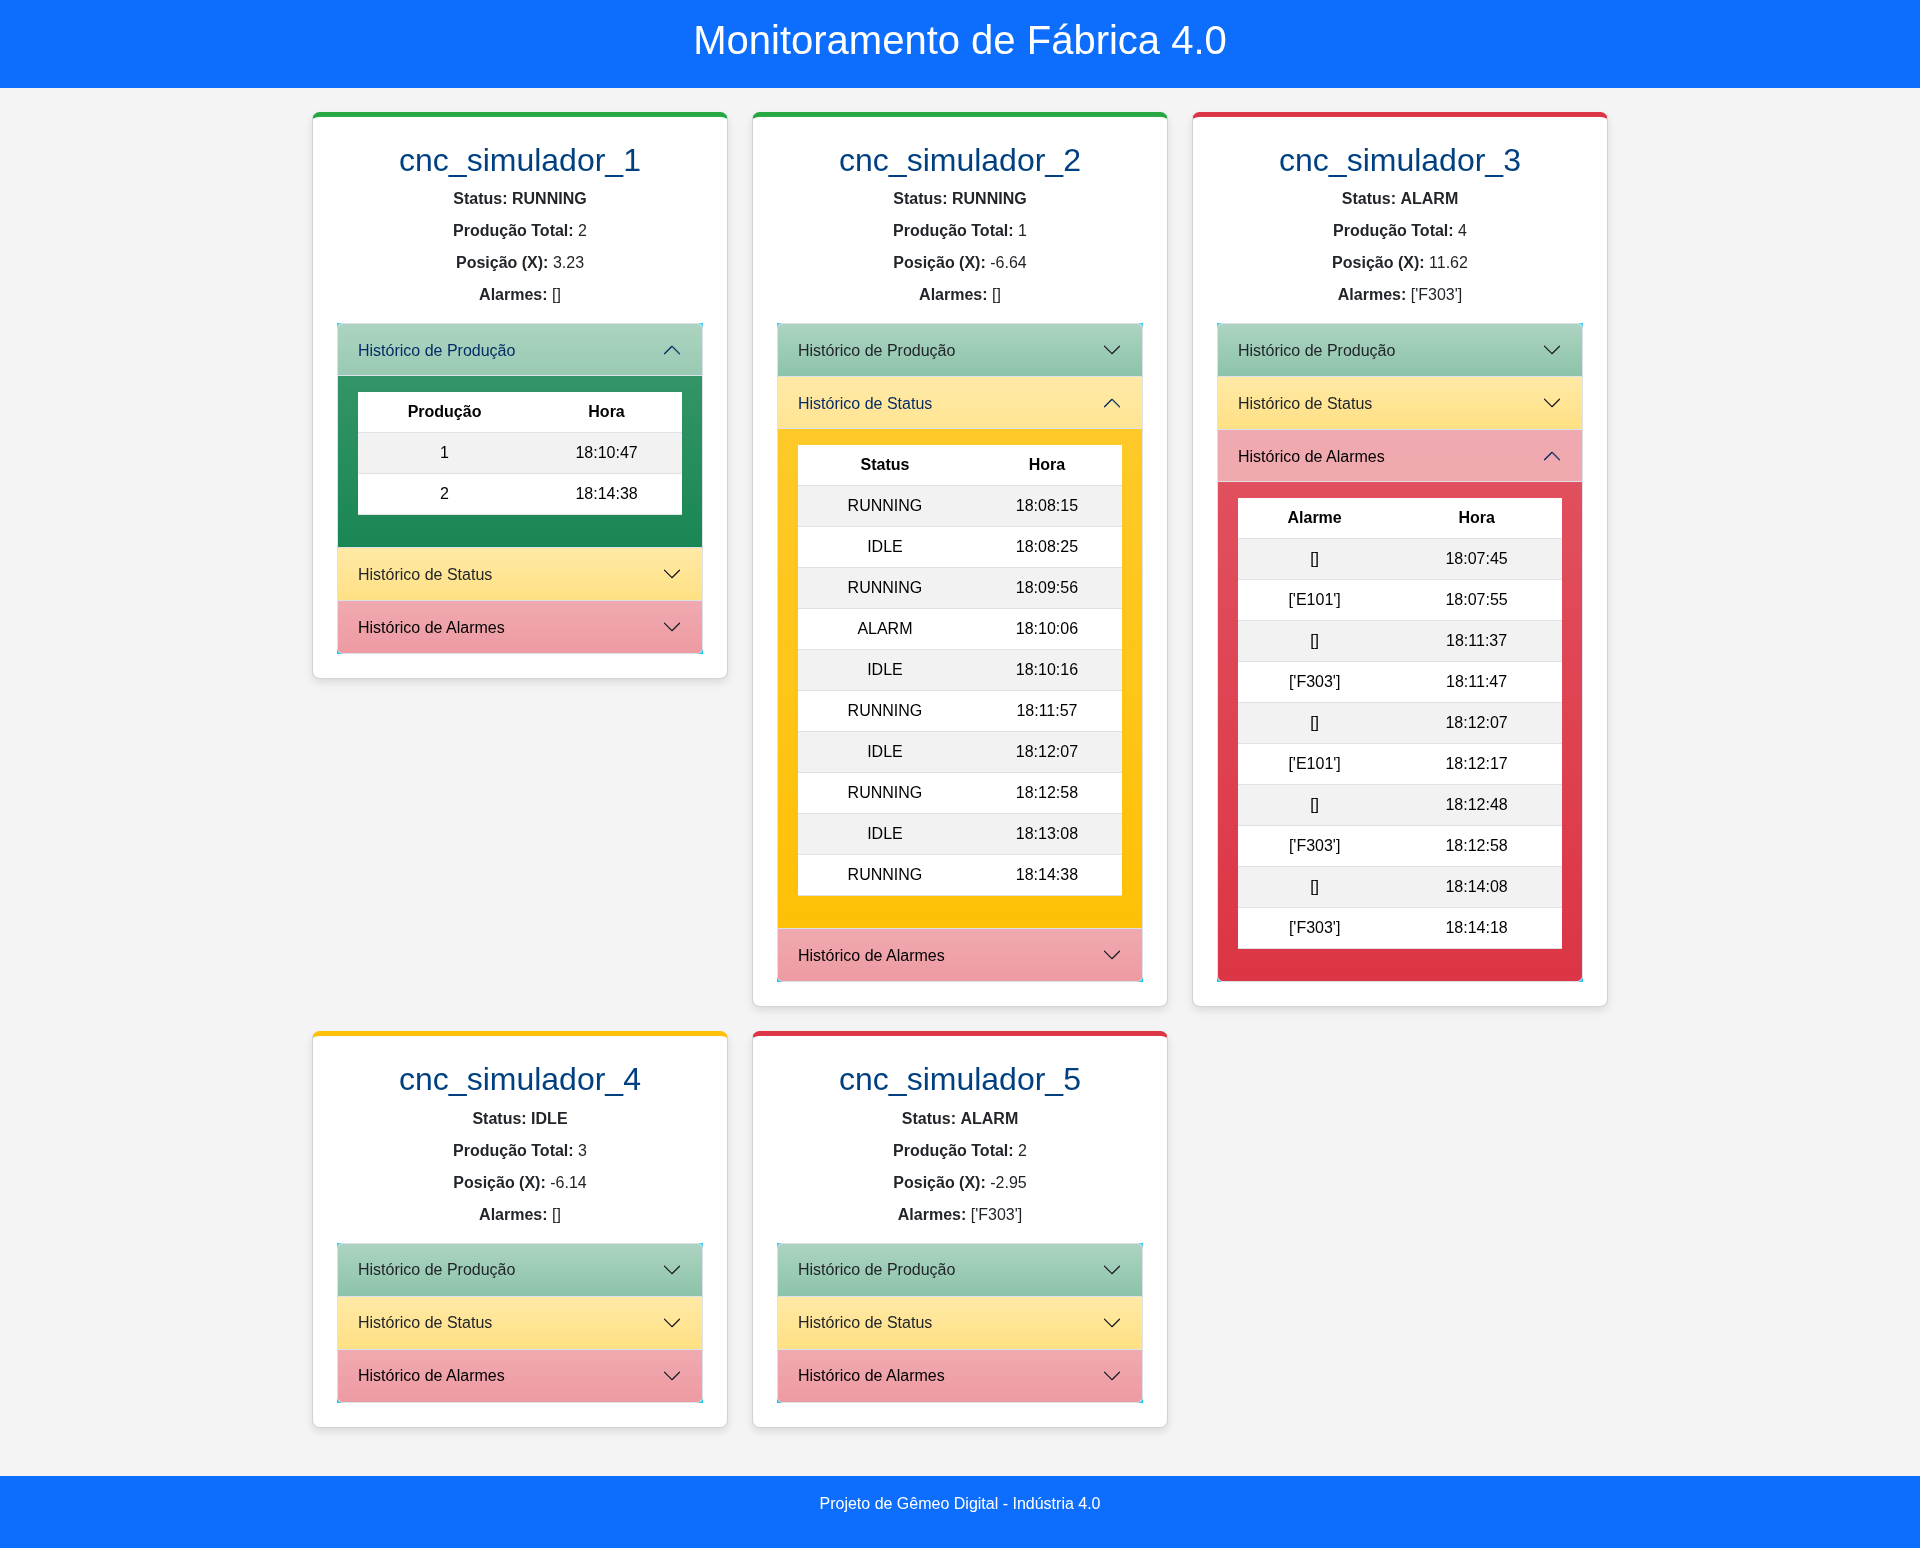 Monitoramento de Fábrica 4.0
cnc_simulador_1
Status: RUNNING
Produção Total: 2
Posição (X): 3.23
Alarmes: []
Histórico de Produção
Produção Hora
1 18:10:47
2 18:14:38
Histórico de Status
Histórico de Alarmes
cnc_simulador_2
Status: RUNNING
Produção Total: 1
Posição (X): -6.64
Alarmes: []
Histórico de Produção
Histórico de Status
Status Hora
RUNNING 18:08:15
IDLE 18:08:25
RUNNING 18:09:56
ALARM 18:10:06
IDLE 18:10:16
RUNNING 18:11:57
IDLE 18:12:07
RUNNING 18:12:58
IDLE 18:13:08
RUNNING 18:14:38
Histórico de Alarmes
cnc_simulador_3
Status: ALARM
Produção Total: 4
Posição (X): 11.62
Alarmes: ['F303']
Histórico de Produção
Histórico de Status
Histórico de Alarmes
Alarme Hora
[] 18:07:45
['E101'] 18:07:55
[] 18:11:37
['F303'] 18:11:47
[] 18:12:07
['E101'] 18:12:17
[] 18:12:48
['F303'] 18:12:58
[] 18:14:08
['F303'] 18:14:18
cnc_simulador_4
Status: IDLE
Produção Total: 3
Posição (X): -6.14
Alarmes: []
Histórico de Produção
Histórico de Status
Histórico de Alarmes
cnc_simulador_5
Status: ALARM
Produção Total: 2
Posição (X): -2.95
Alarmes: ['F303']
Histórico de Produção
Histórico de Status
Histórico de Alarmes
Projeto de Gêmeo Digital - Indústria 4.0